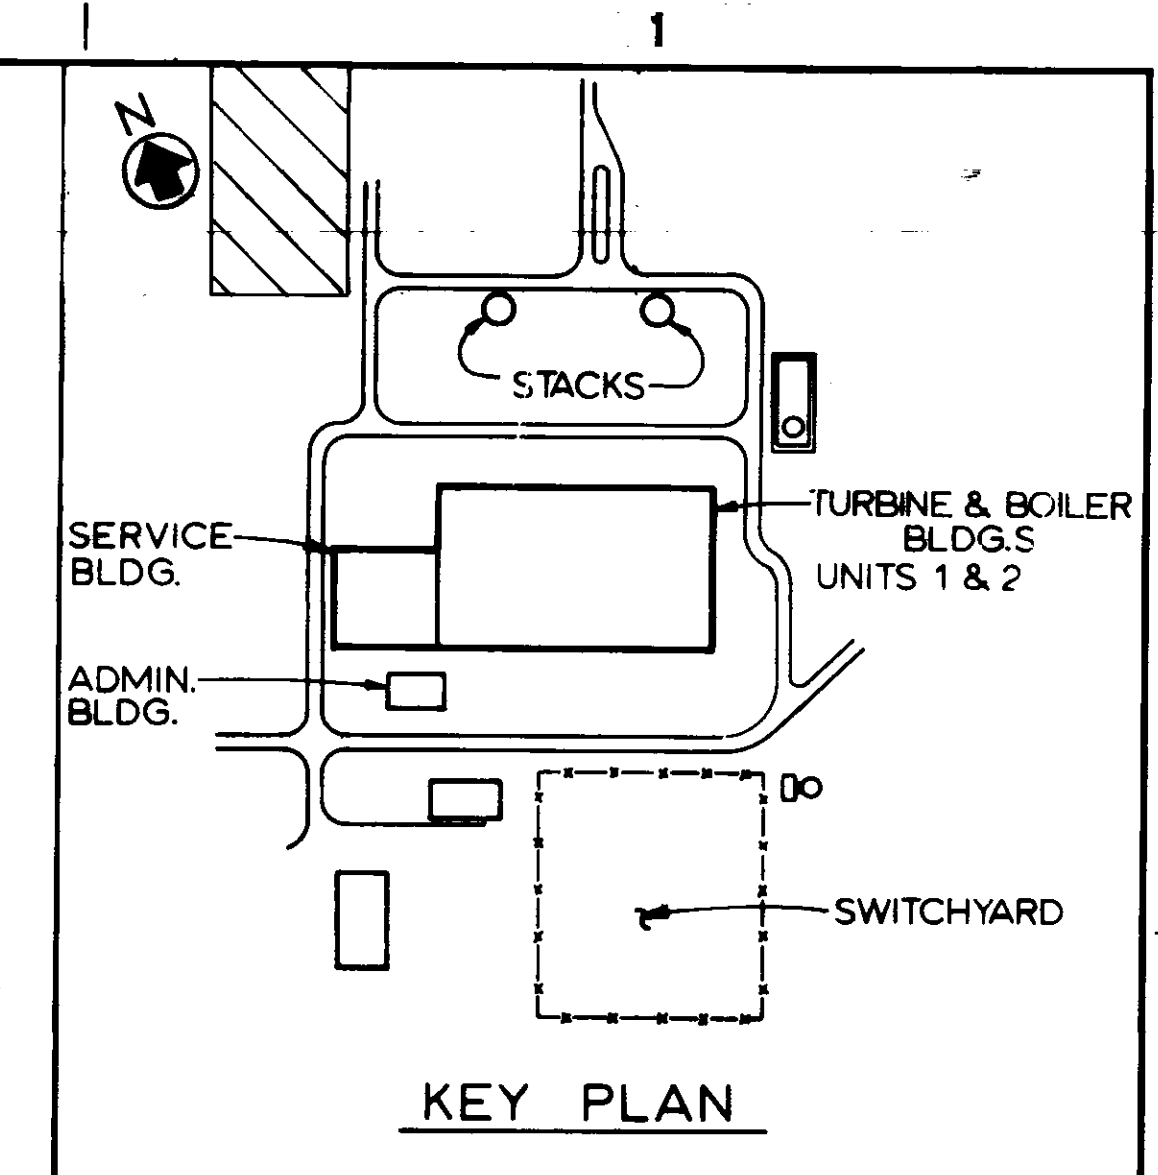 1
N
STACKS
TURBINE & BOILER
BLDG.S
UNITS 1 & 2
SERVICE
BLDG.
ADMIN.
BLDG.
SWITCHYARD
KEY PLAN